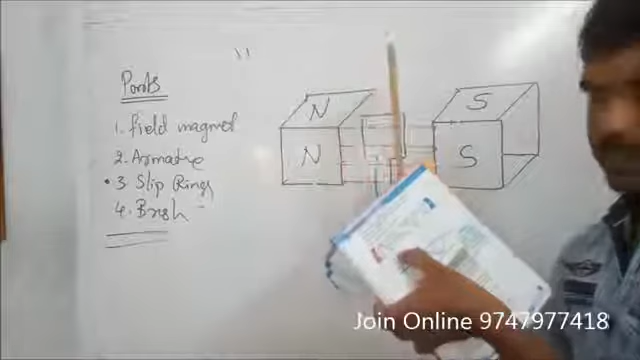 Parts
1. Field magnet
2. Armature
3 Slip Rings
4. Brush
N
N
S
S
Join Online 9747977418